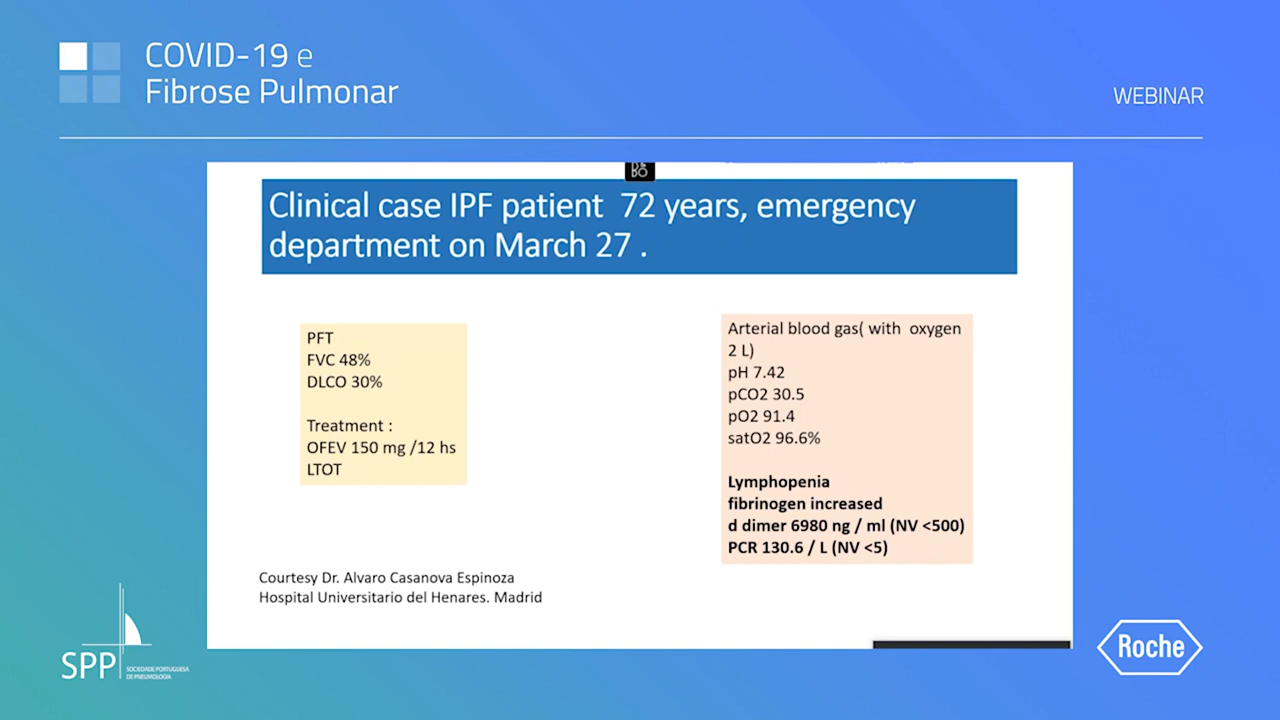 COVID-19 e
Fibrose Pulmonar
WEBINAR
Clinical case IPF patient 72 years, emergency
department on March 27 .
PFT
FVC 48%
DLCO 30%
Treatment :
OFEV 150 mg /12 hs
LTOT
Arterial blood gas( with oxygen
2 L)
pH 7.42
pCO2 30.5
pO2 91.4
satO2 96.6%
Lymphopenia
fibrinogen increased
d dimer 6980 ng / ml (NV <500)
PCR 130.6 / L (NV <5)
Courtesy Dr. Alvaro Casanova Espinoza
Hospital Universitario del Henares. Madrid
SPP
SOCIEDADE PORTUGUESA
DE PNEUMOLOGIA
Roche